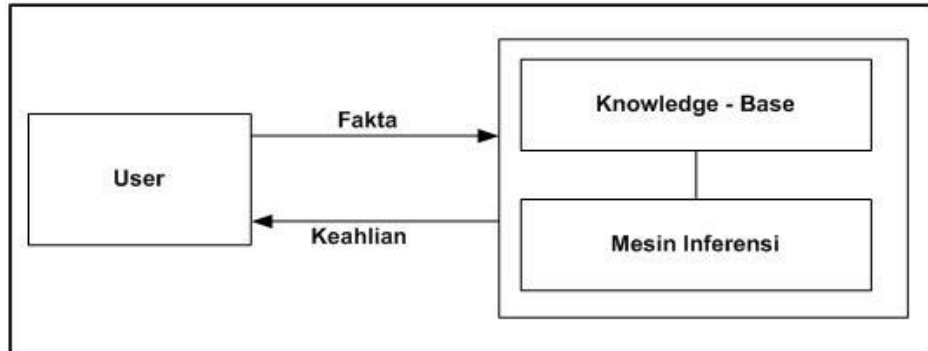 User
Fakta
Keahlian
Knowledge - Base
Mesin Inferensi